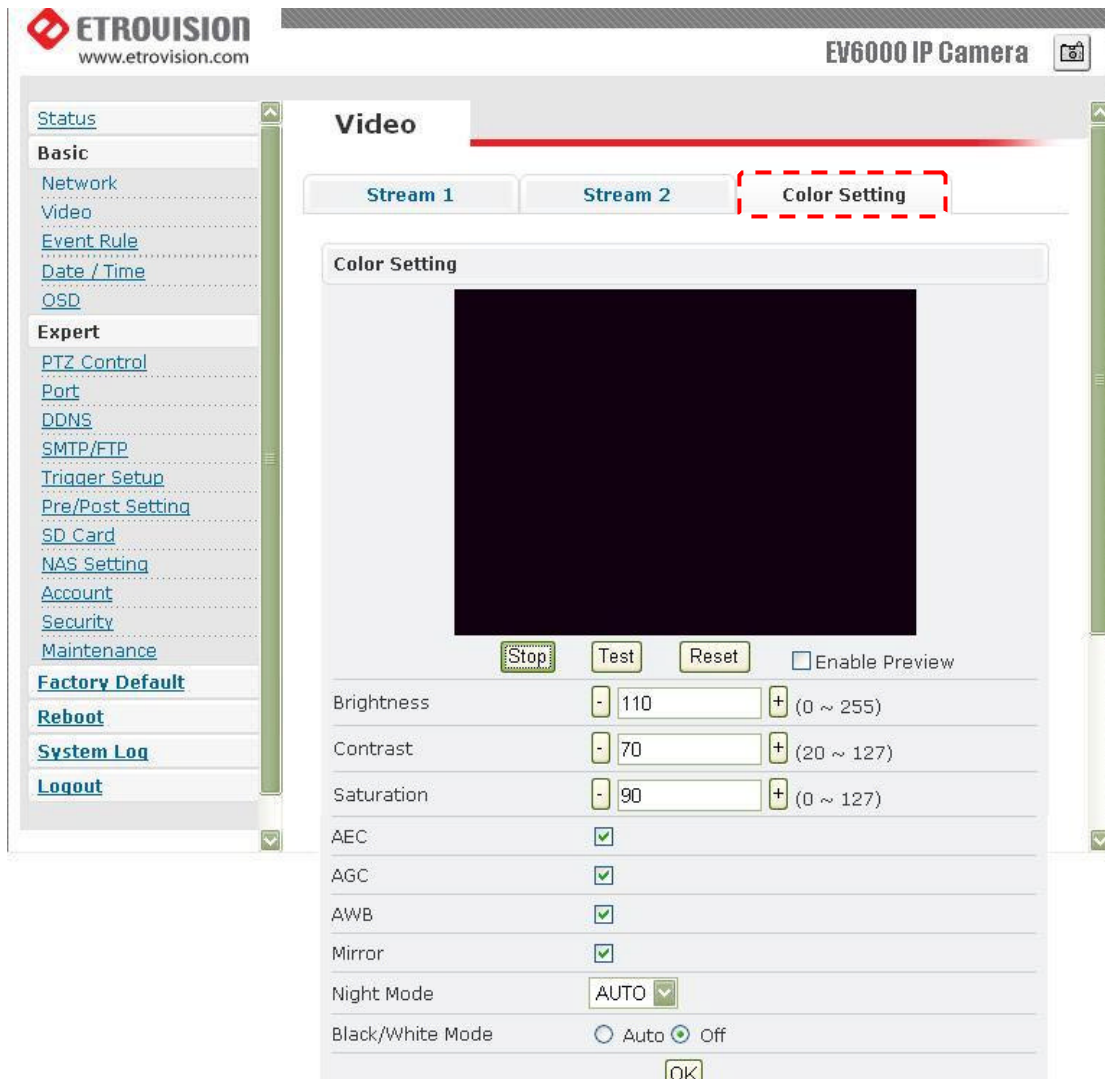 ETROVISION
www.etrovision.com
EV6000 IP Camera
Status
Basic
Network
Video
Event Rule
Date / Time
OSD
Expert
PTZ Control
Port
DDNS
SMTP/FTP
Trigger Setup
Pre/Post Setting
SD Card
NAS Setting
Account
Security
Maintenance
Factory Default
Reboot
System Log
Logout
Video
Stream 1 Stream 2 Color Setting
Color Setting
Stop Test Reset Enable Preview
Brightness - 110 + (0 ~ 255)
Contrast - 70 + (20 ~ 127)
Saturation - 90 + (0 ~ 127)
AEC
AGC
AWB
Mirror
Night Mode AUTO
Black/White Mode Auto Off
OK